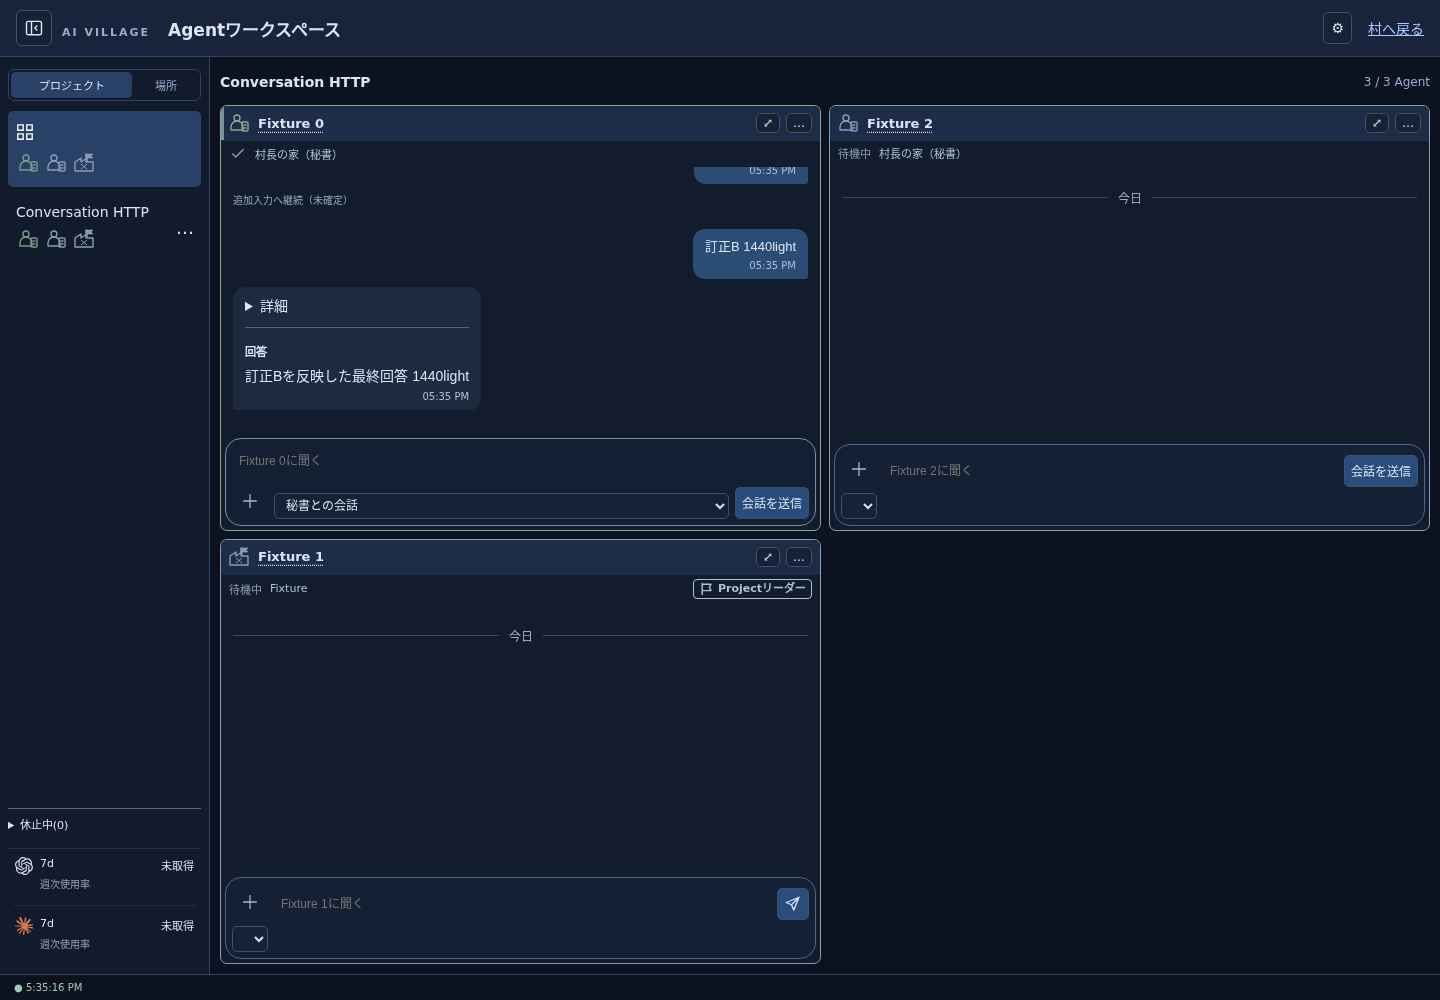 AI VILLAGE Agentワークスペース
村へ戻る
プロジェクト 場所
Conversation HTTP
…
休止中(0)
7d 未取得
週次使用率
7d 未取得
週次使用率
Conversation HTTP
3 / 3 Agent
Fixture 0
…
村長の家（秘書）
05:35 PM
追加入力へ継続（未確定）
訂正B 1440light
05:35 PM
詳細
回答
訂正Bを反映した最終回答 1440light
05:35 PM
Fixture 0に聞く
秘書との会話
会話を送信
Fixture 2
…
待機中 村長の家（秘書）
今日
Fixture 2に聞く
会話を送信
Fixture 1
…
待機中 Fixture
Projectリーダー
今日
Fixture 1に聞く
5:35:16 PM